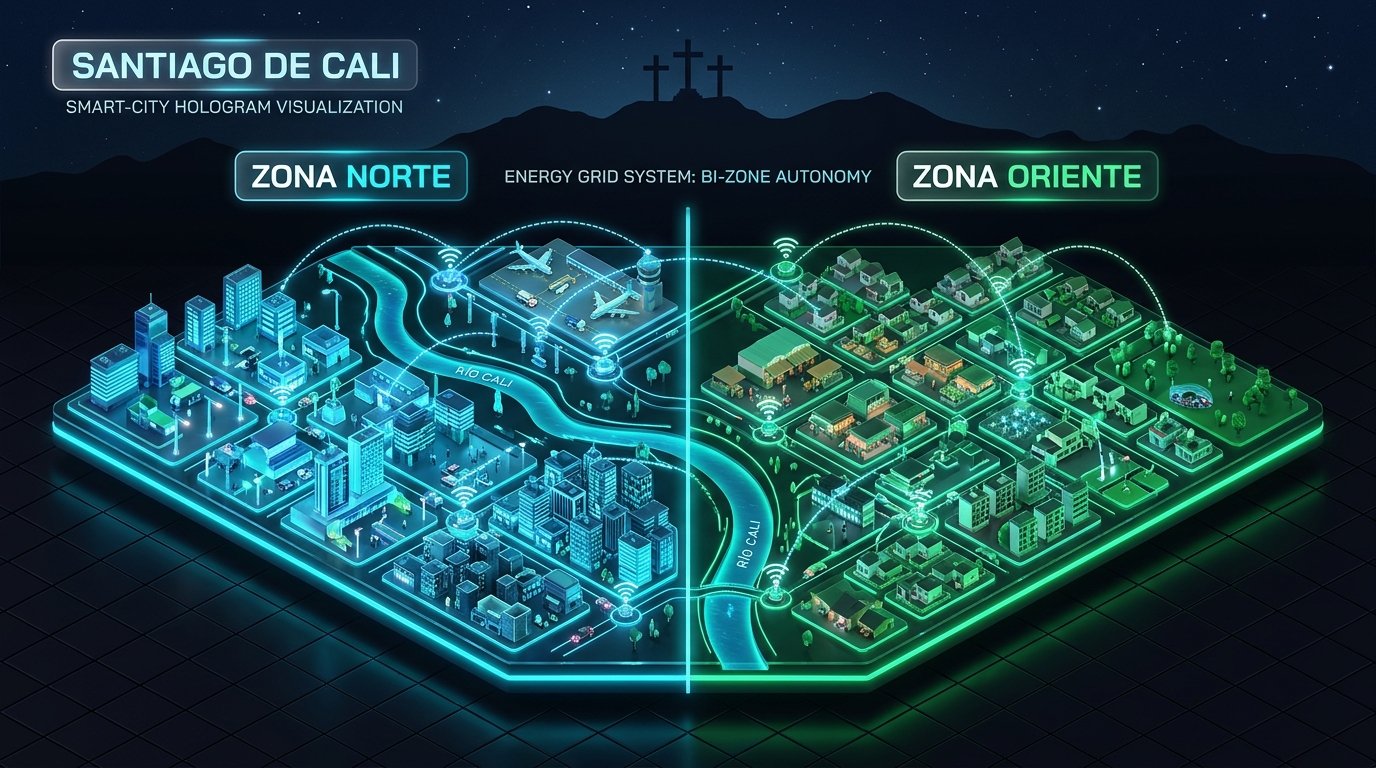 SANTIAGO DE CALI
SMART-CITY HOLOGRAM VISUALIZATION
ZONA NORTE
ENERGY GRID SYSTEM: BI-ZONE AUTONOMY
ZONA ORIENTE
RÍO CALI
RÍO CALI